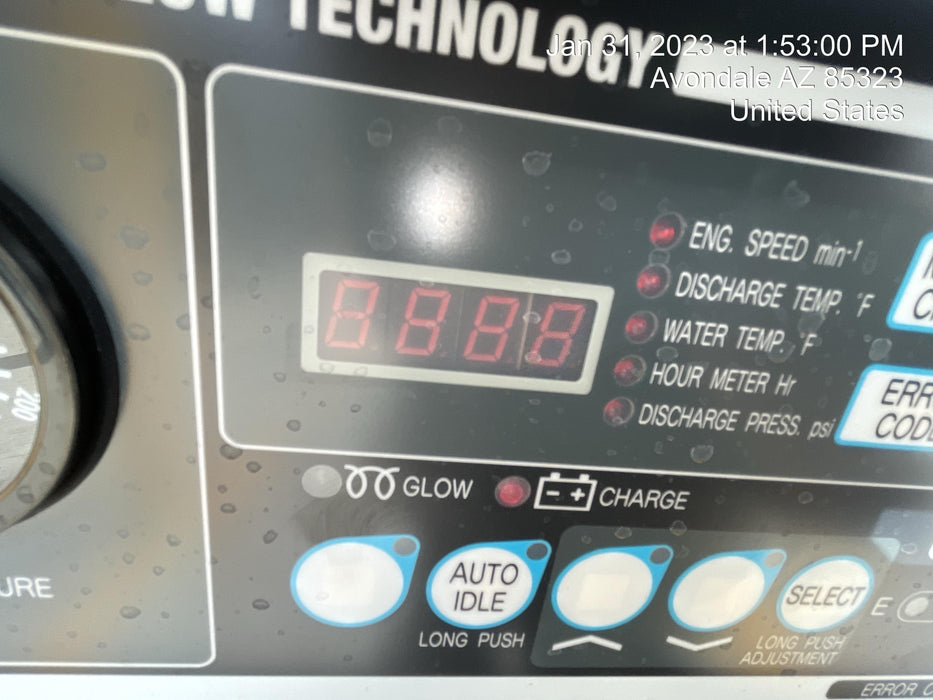 TECHNOLOGY
Jan 31, 2023 at 1:53:00 PM
Avondale AZ 85323
United States
8888
ENG. SPEED min-1
DISCHARGE TEMP. °F
WATER TEMP. °F
HOUR METER Hr
DISCHARGE PRESS. psi
200
GLOW
- +
CHARGE
AUTO
IDLE
LONG PUSH
SELECT
LONG PUSH
ADJUSTMENT
E